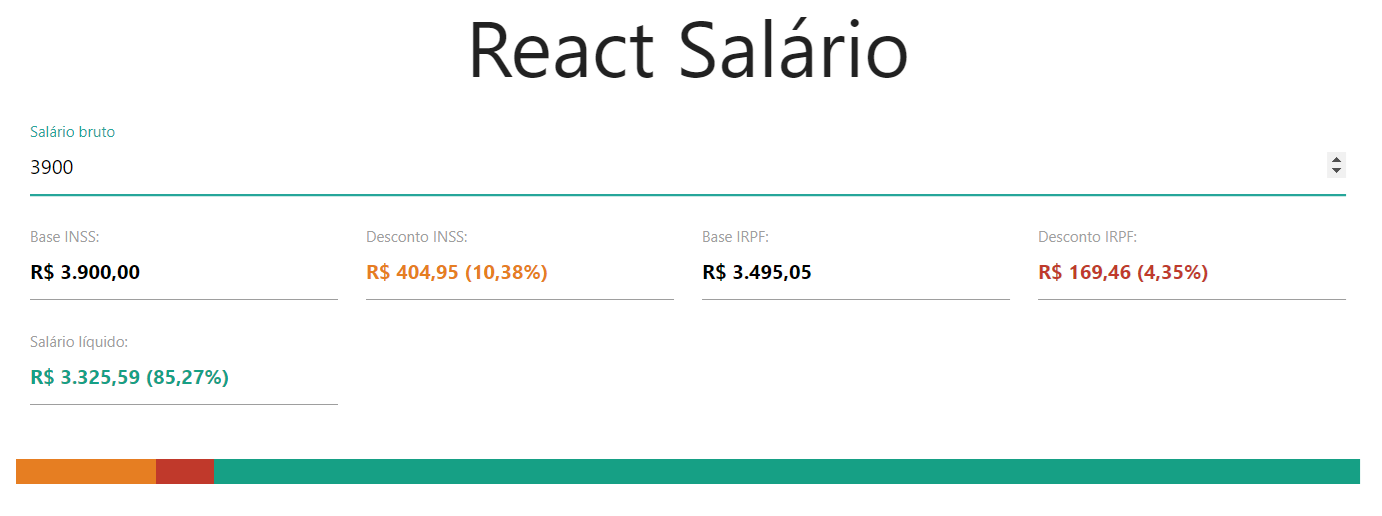 React Salário
Salário bruto
3900
Base INSS:
Desconto INSS:
Base IRPF:
Desconto IRPF:
R$ 3.900,00
R$ 404,95 (10,38%)
R$ 3.495,05
R$ 169,46 (4,35%)
Salário líquido:
R$ 3.325,59 (85,27%)